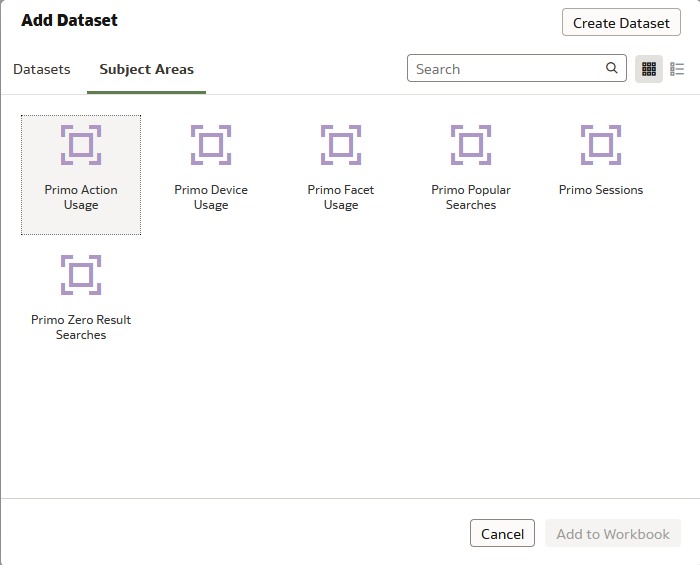 Add Dataset
Create Dataset
Datasets
Subject Areas
Search
Primo Action
Usage
Primo Device
Usage
Primo Facet
Usage
Primo Popular
Searches
Primo Sessions
Primo Zero Result
Searches
Cancel
Add to Workbook